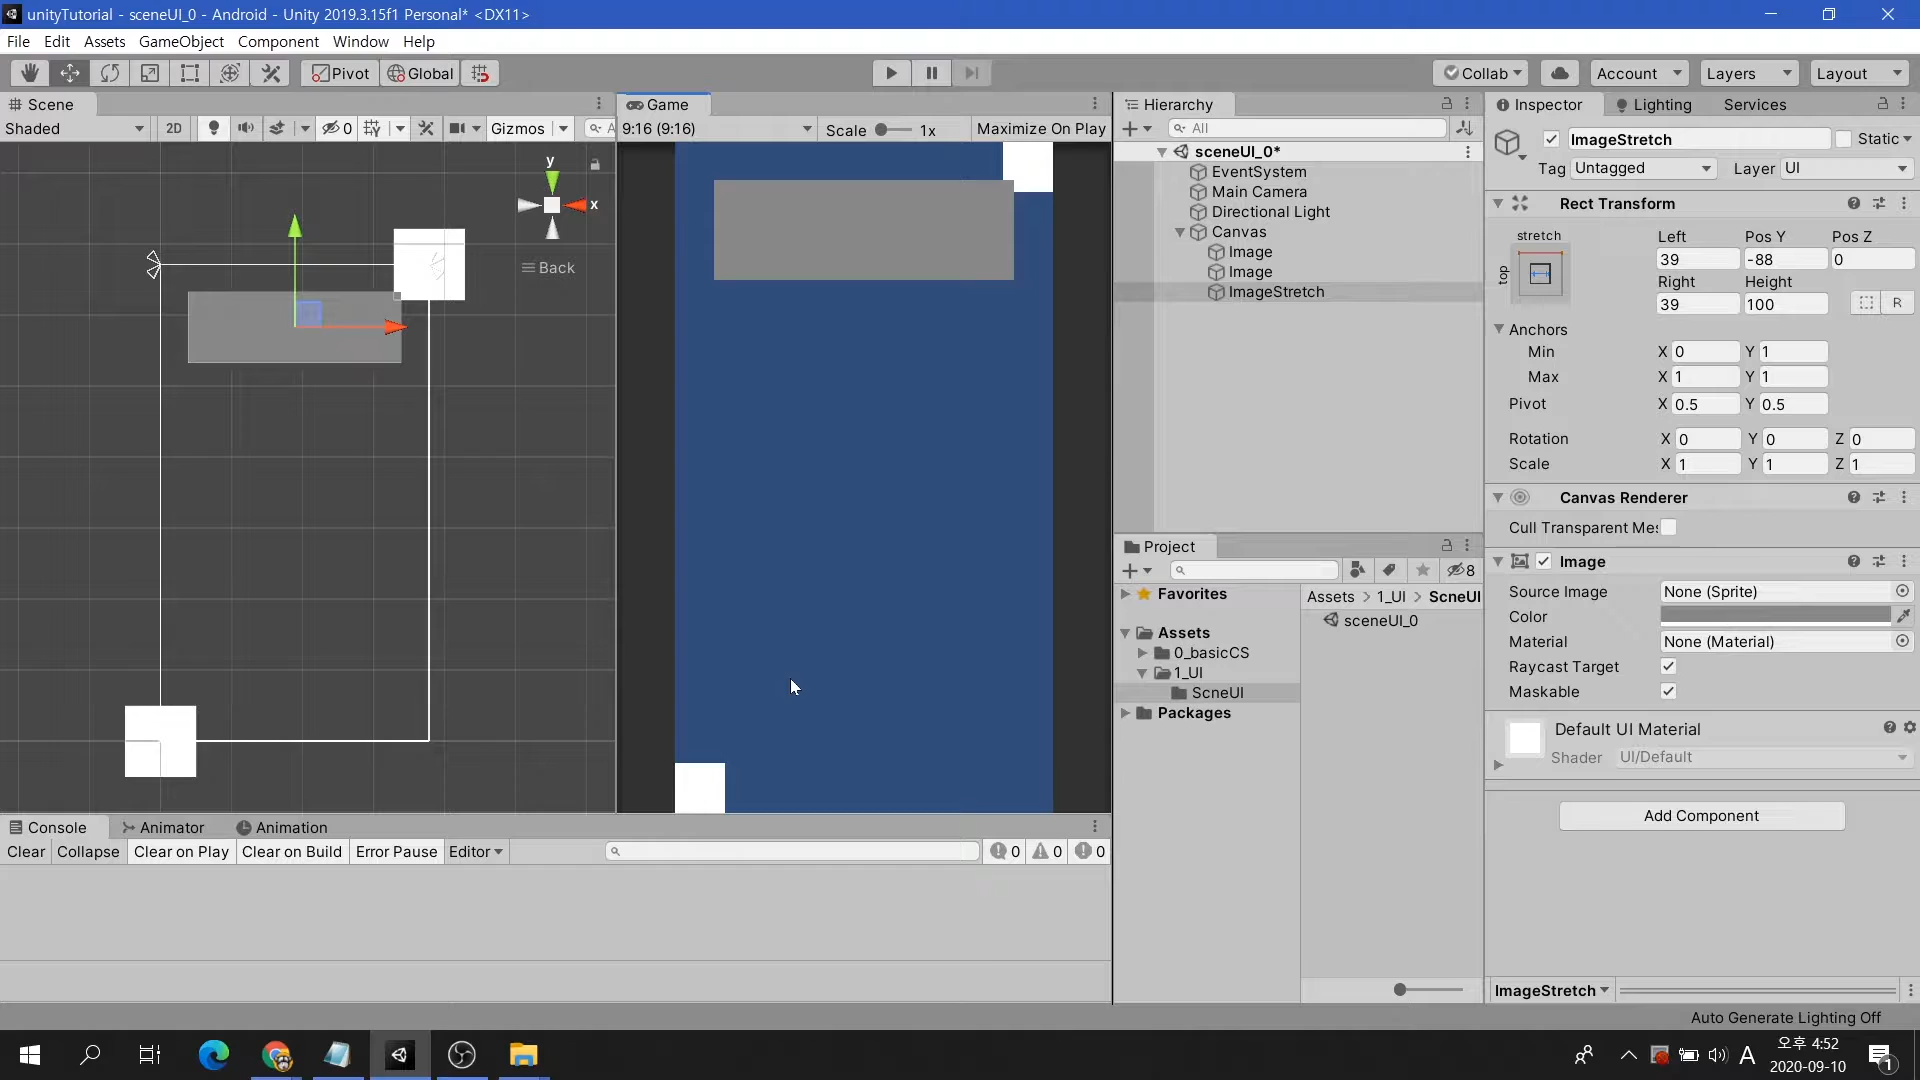 unityTutorial - sceneUI_0 - Android - Unity 2019.3.15f1 Personal* <DX11>
File Edit Assets GameObject Component Window Help
Pivot Global Collab Account Layers Layout
Scene
Shaded 2D 0 Gizmos A
y
x
Back
Game
9:16 (9:16) Scale 1x Maximize On Play
Hierarchy
All
sceneUI_0*
EventSystem
Main Camera
Directional Light
Canvas
Image
Image
ImageStretch
Project
8
Favorites
Assets
0_basicCS
1_UI
ScneUI
Packages
Assets > 1_UI > ScneUI
sceneUI_0
Inspector Lighting Services
ImageStretch Static
Tag Untagged Layer UI
Rect Transform
stretch
top
Left Pos Y Pos Z
39 -88 0
Right Height
39 100 R
Anchors
Min X 0 Y 1
Max X 1 Y 1
Pivot X 0.5 Y 0.5
Rotation X 0 Y 0 Z 0
Scale X 1 Y 1 Z 1
Canvas Renderer
Cull Transparent Mes
Image
Source Image None (Sprite)
Color
Material None (Material)
Raycast Target
Maskable
Default UI Material
Shader UI/Default
Add Component
ImageStretch
Console Animator Animation
Clear Collapse Clear on Play Clear on Build Error Pause Editor 0 0 0
Auto Generate Lighting Off
A
오후 4:52
2020-09-10
1